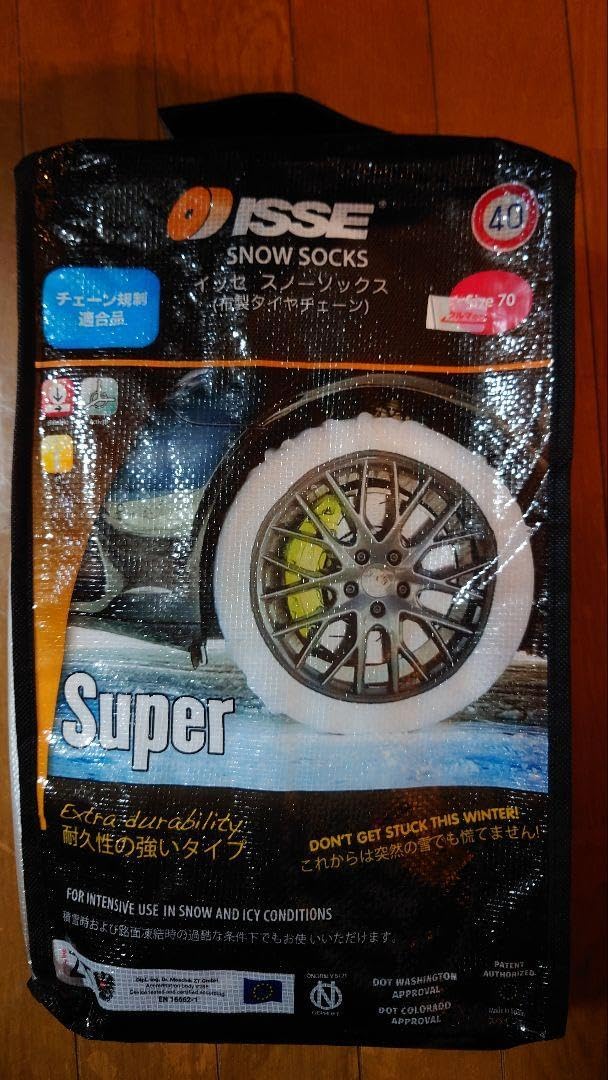 ISSE
SNOW SOCKS
40
イッセ スノーソックス
(布製タイヤチェーン)
チェーン規制
適合品
Size 70
Super
Extra durability
耐久性の強いタイプ
DON'T GET STUCK THIS WINTER!
これからは突然の雪でも慌てません!
FOR INTENSIVE USE IN SNOW AND ICY CONDITIONS
積雪時および路面凍結時の過酷な条件下でもお使いいただけます。
EN 16662-1
N
DOT WASHINGTON
APPROVAL
DOT COLORADO
APPROVAL
PATENT
AUTHORIZED